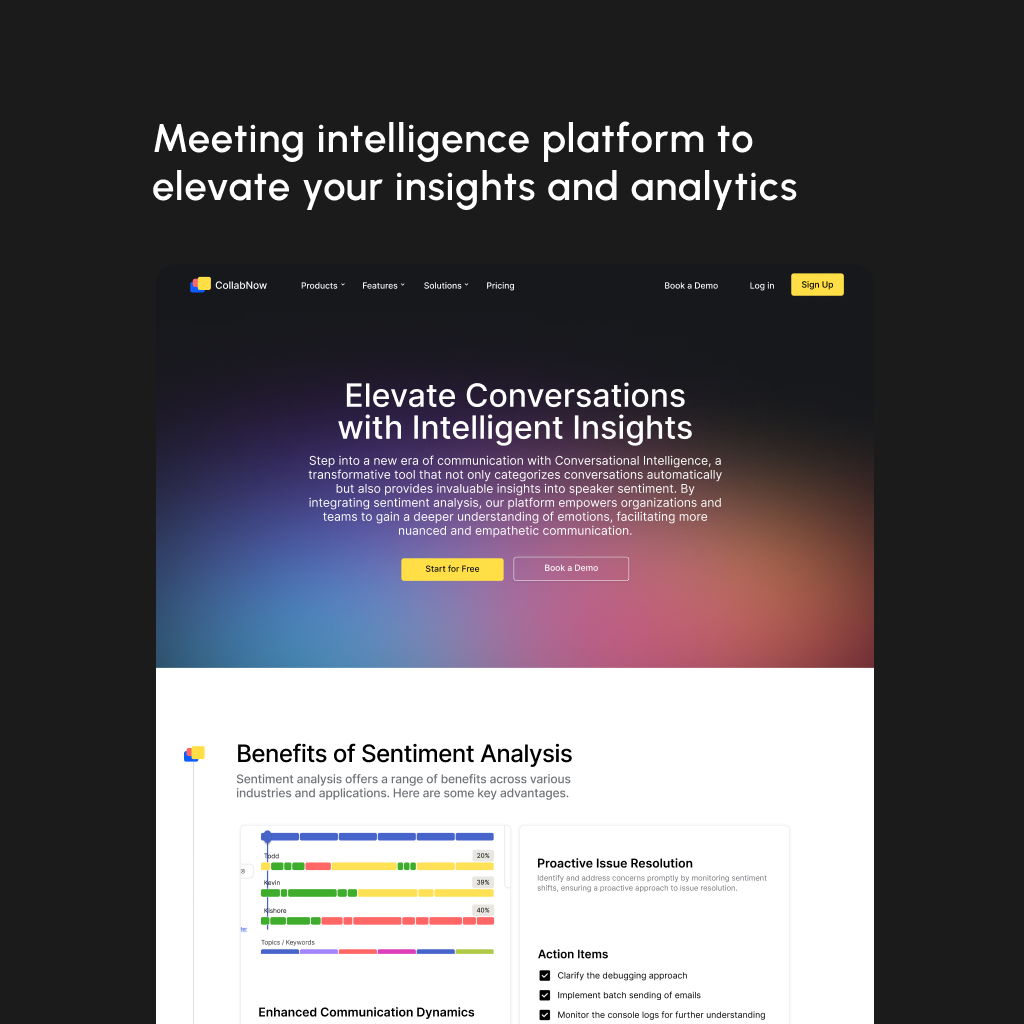 Meeting intelligence platform to
elevate your insights and analytics
CollabNow
Products
Features
Solutions
Pricing
Book a Demo
Log in
Sign Up
Elevate Conversations
with Intelligent Insights
Step into a new era of communication with Conversational Intelligence, a
transformative tool that not only categorizes conversations automatically
but also provides invaluable insights into speaker sentiment. By
integrating sentiment analysis, our platform empowers organizations and
teams to gain a deeper understanding of emotions, facilitating more
nuanced and empathetic communication.
Start for Free
Book a Demo
Benefits of Sentiment Analysis
Sentiment analysis offers a range of benefits across various
industries and applications. Here are some key advantages.
Todd
20%
Kevin
39%
Kishore
40%
Topics / Keywords
Enhanced Communication Dynamics
Proactive Issue Resolution
Identify and address concerns promptly by monitoring sentiment
shifts, ensuring a proactive approach to issue resolution.
Action Items
Clarify the debugging approach
Implement batch sending of emails
Monitor the console logs for further understanding